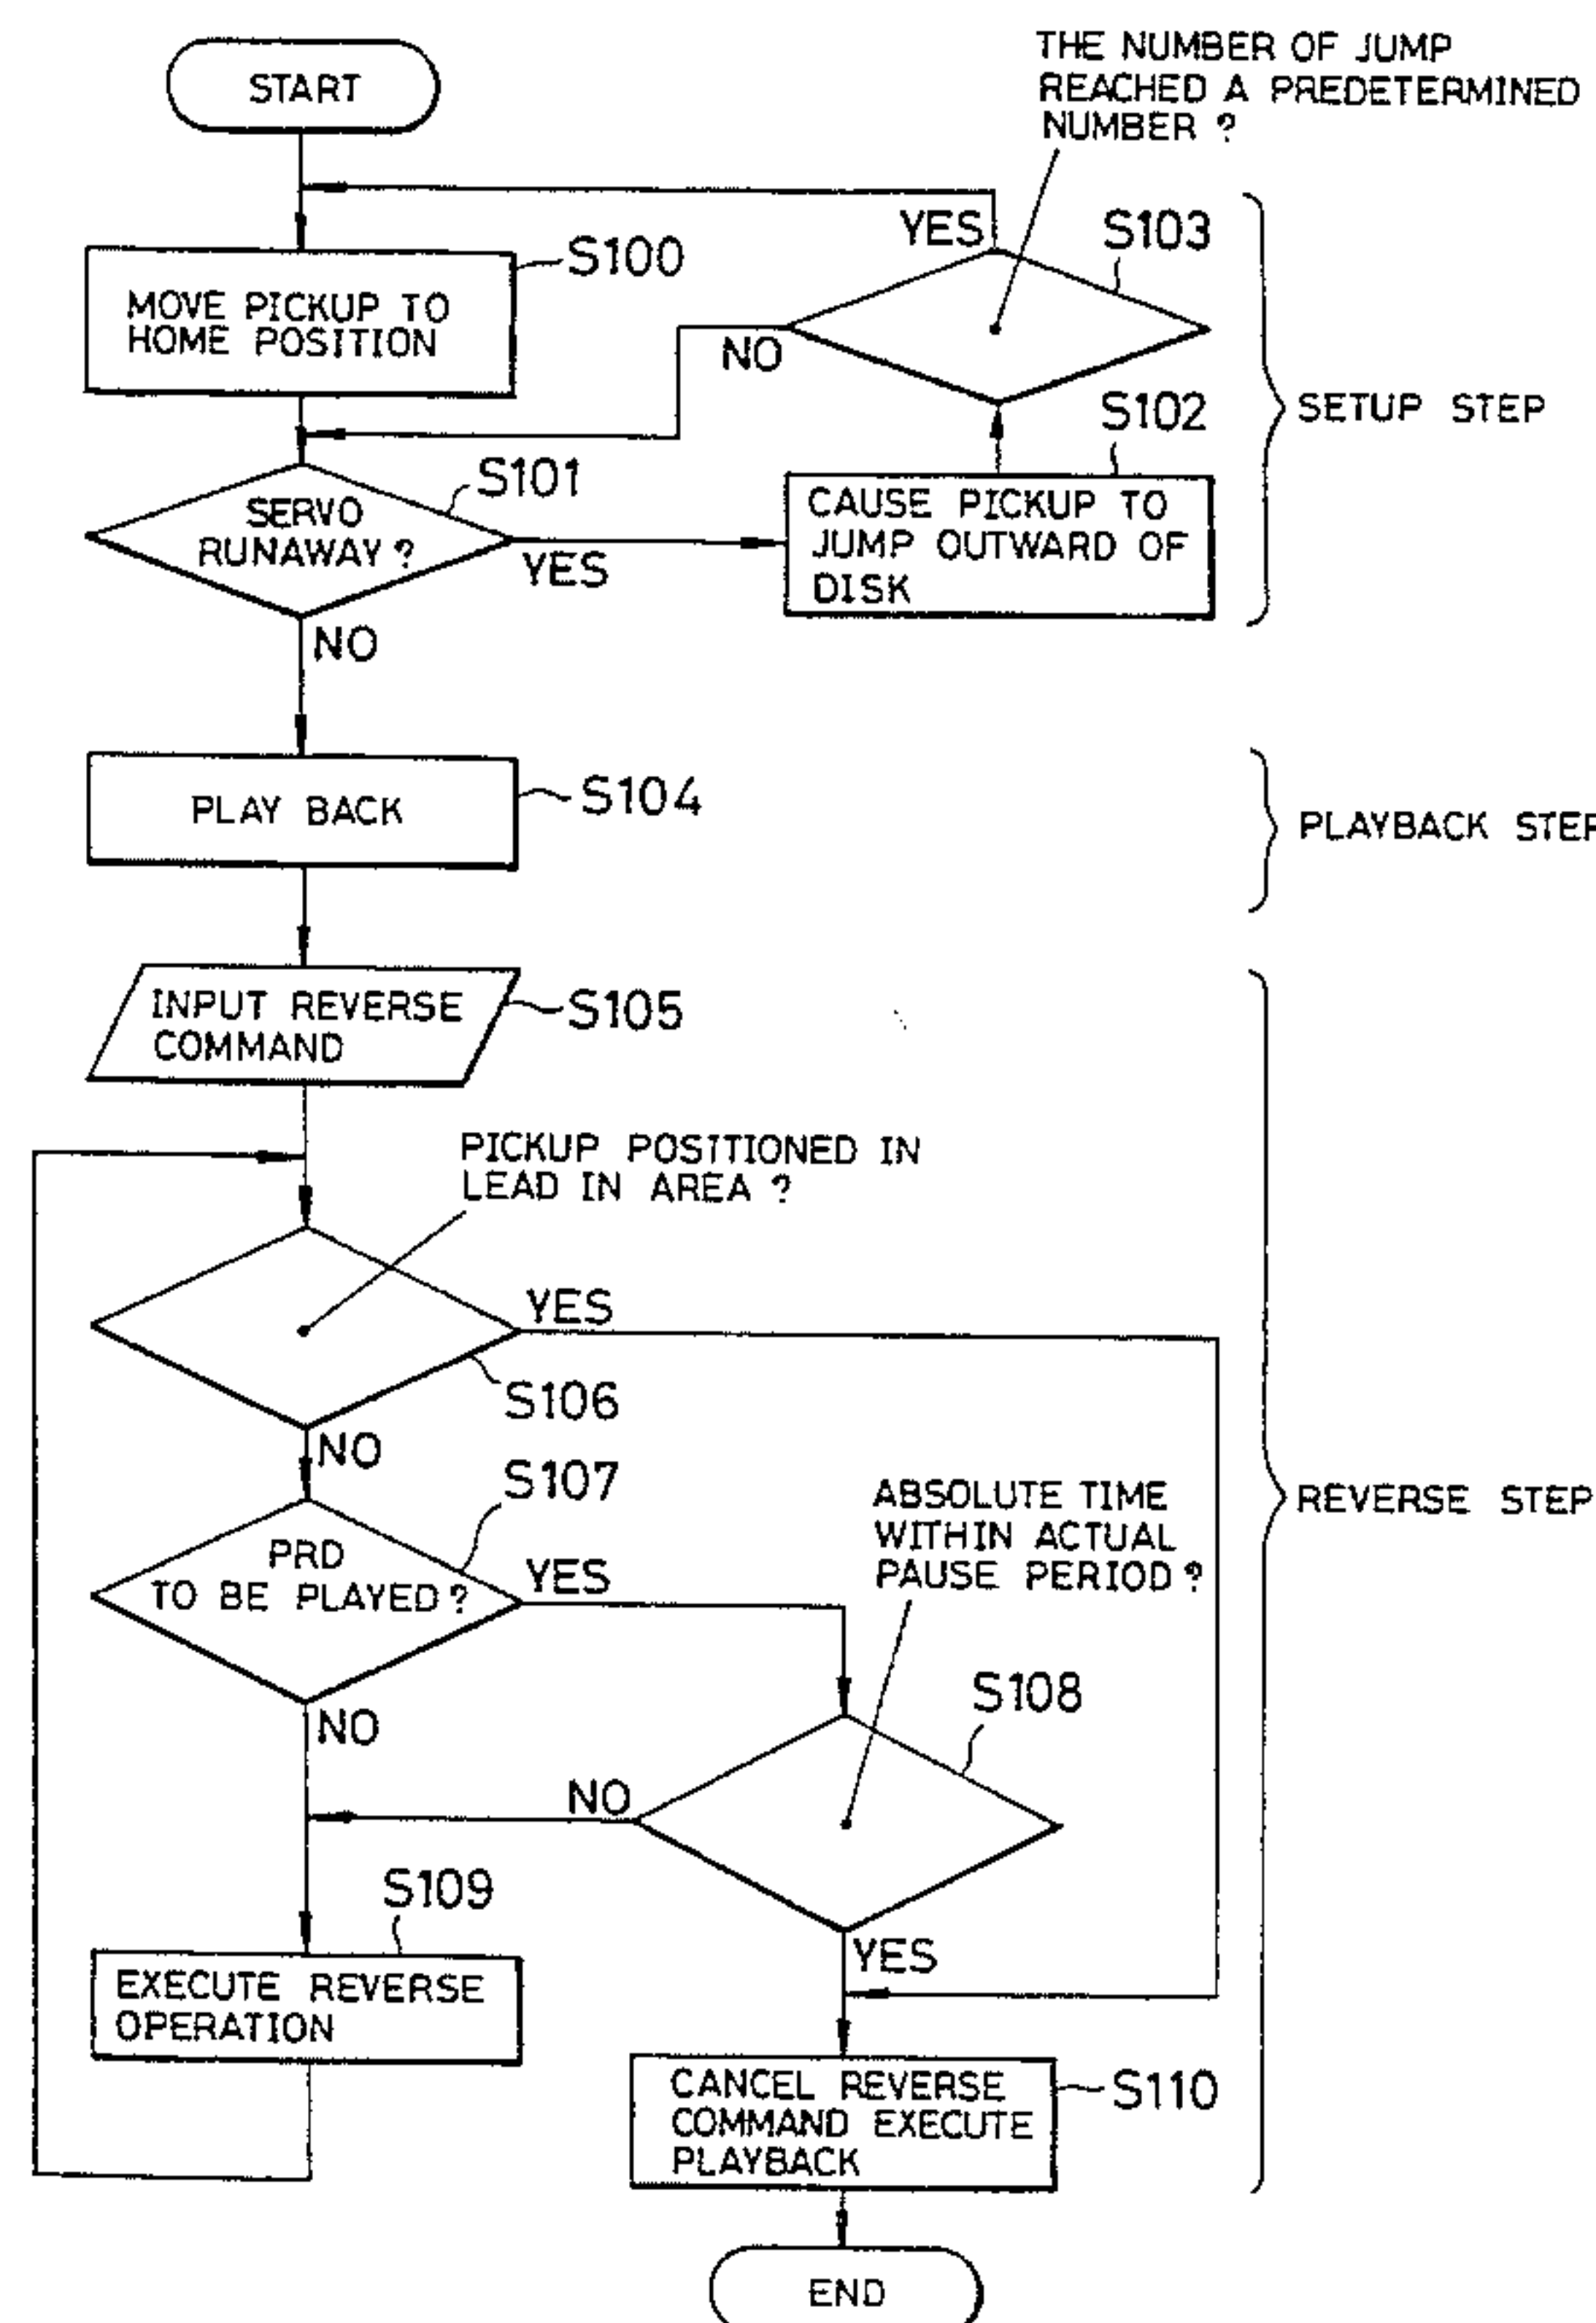 START
THE NUMBER OF JUMP
REACHED A PREDETERMINED
NUMBER ?
YES
S103
S100
MOVE PICKUP TO
HOME POSITION
NO
SETUP STEP
S102
S101
SERVO
RUNAWAY ?
YES
CAUSE PICKUP TO
JUMP OUTWARD OF
DISK
NO
PLAY BACK
S104
PLAYBACK STEP
INPUT REVERSE
COMMAND
S105
PICKUP POSITIONED IN
LEAD IN AREA ?
YES
S106
NO
S107
PRD
TO BE PLAYED ?
YES
ABSOLUTE TIME
WITHIN ACTUAL
PAUSE PERIOD ?
REVERSE STEP
S108
NO
NO
S109
YES
EXECUTE REVERSE
OPERATION
CANCEL REVERSE
COMMAND EXECUTE
PLAYBACK
S110
END